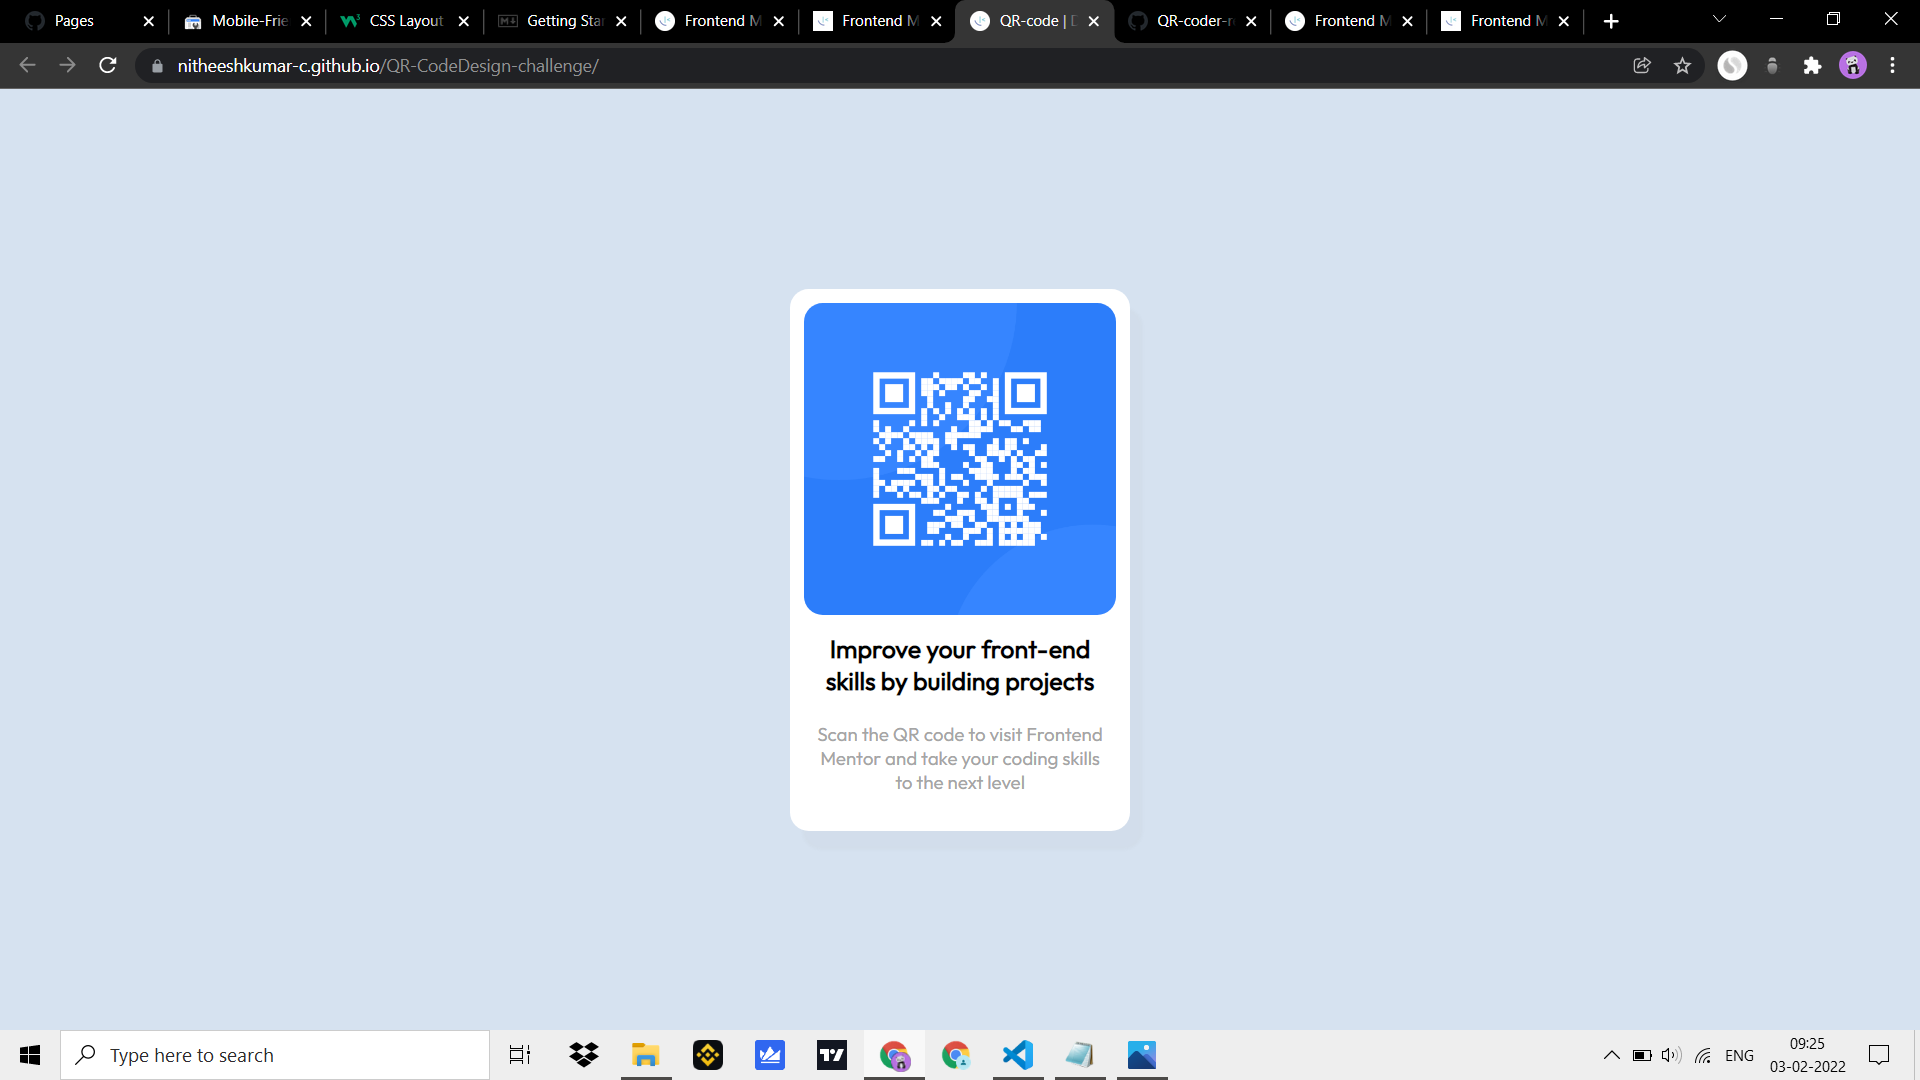 Pages
Mobile-Frie
CSS Layout
Getting Sta
Frontend M
Frontend M
QR-code | D
QR-coder-r
Frontend M
Frontend M
nitheeshkumar-c.github.io/QR-CodeDesign-challenge/
Improve your front-end
skills by building projects
Scan the QR code to visit Frontend
Mentor and take your coding skills
to the next level
Type here to search
ENG
09:25
03-02-2022